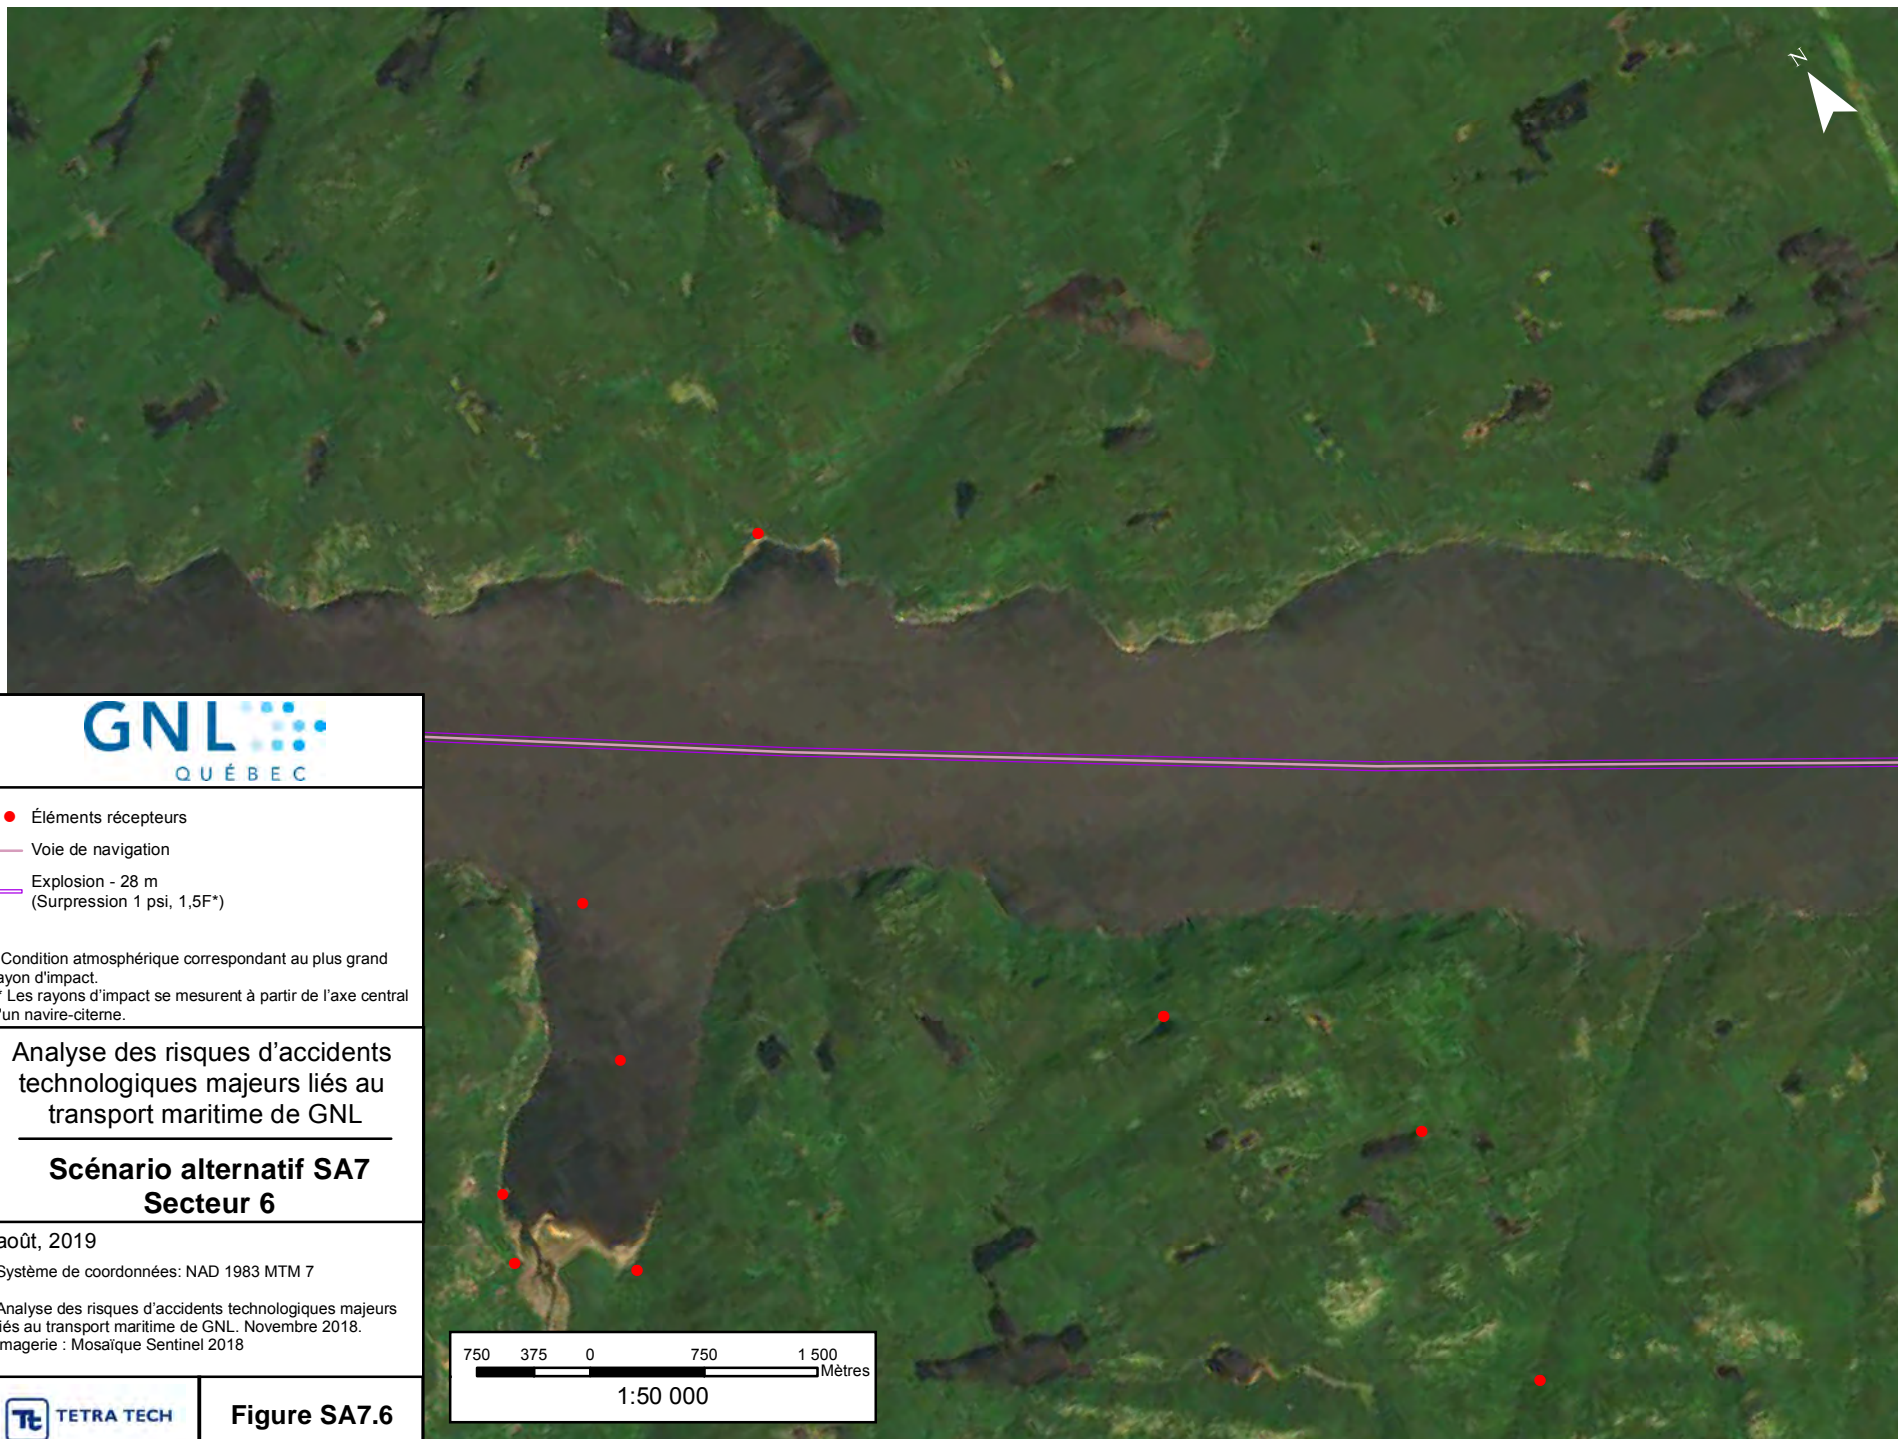 N
GNL
QUÉBEC
Éléments récepteurs
Voie de navigation
Explosion - 28 m
(Surpression 1 psi, 1,5F*)
Condition atmosphérique correspondant au plus grand
ayon d'impact.
* Les rayons d'impact se mesurent à partir de l'axe central
'un navire-citerne.
Analyse des risques d'accidents
technologiques majeurs liés au
transport maritime de GNL
Scénario alternatif SA7
Secteur 6
août, 2019
Système de coordonnées: NAD 1983 MTM 7
Analyse des risques d'accidents technologiques majeurs
liés au transport maritime de GNL. Novembre 2018.
magerie : Mosaïque Sentinel 2018
Tt TETRA TECH
Figure SA7.6
750 375 0 750 1 500
Mètres
1:50 000